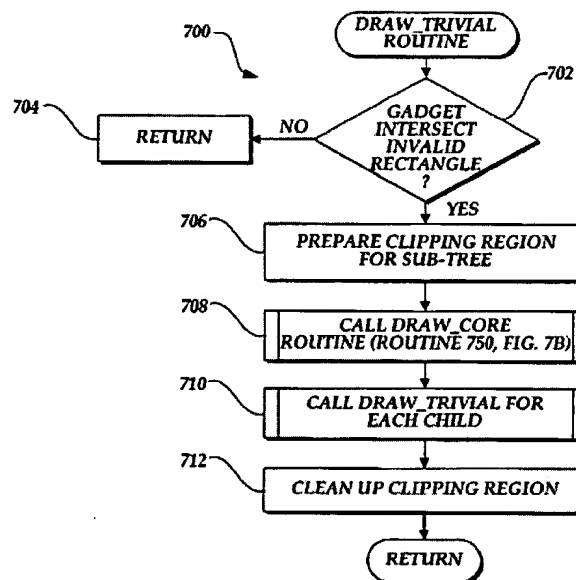 700
DRAW_TRIVIAL
ROUTINE
702
704
RETURN
NO
GADGET
INTERSECT
INVALID
RECTANGLE
?
YES
706
PREPARE CLIPPING REGION
FOR SUB-TREE
708
CALL DRAW_CORE
ROUTINE (ROUTINE 750, FIG. 7B)
710
CALL DRAW_TRIVIAL FOR
EACH CHILD
712
CLEAN UP CLIPPING REGION
RETURN